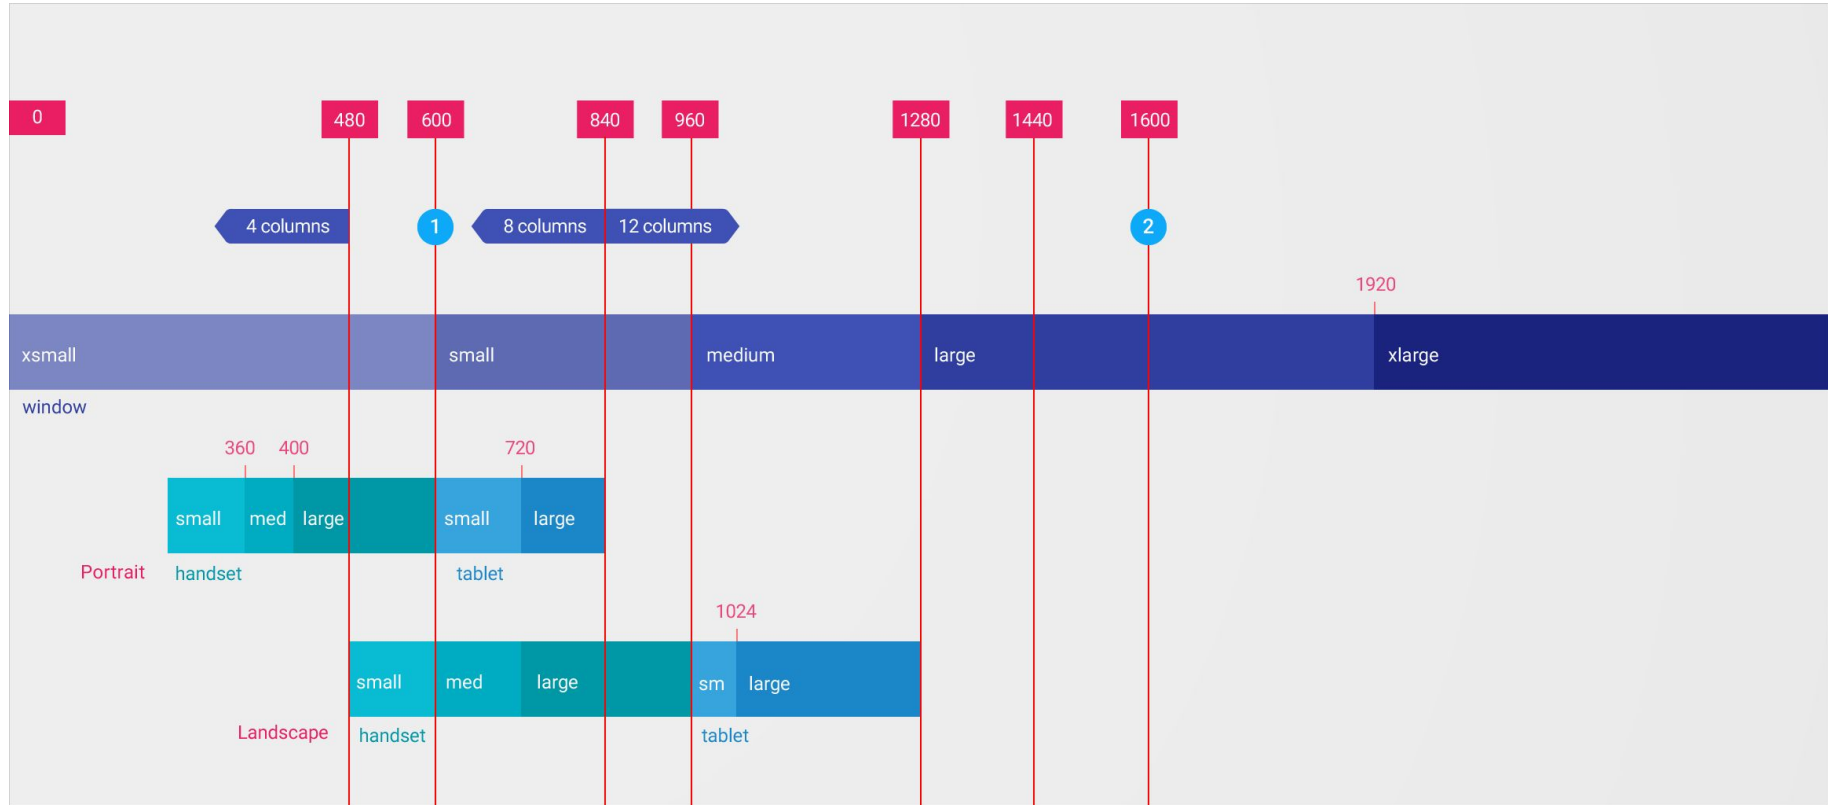 0 480 600 840 960 1280 1440 1600
4 columns 1 8 columns 12 columns 2
1920
xsmall small medium large xlarge
window
360 400 720
small med large small large
Portrait handset tablet
1024
small med large sm large
Landscape handset tablet